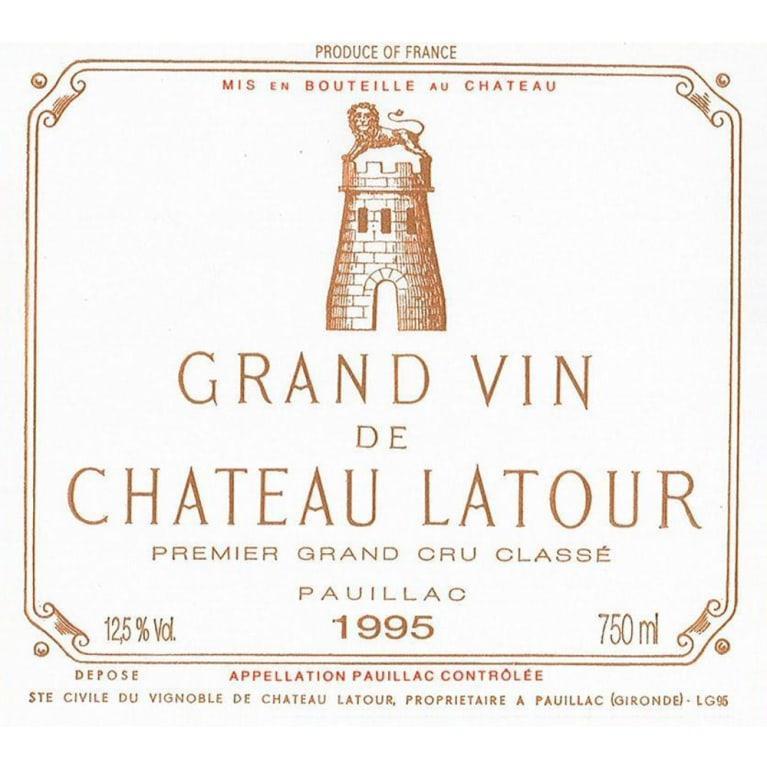 PRODUCE OF FRANCE
MIS EN BOUTEILLE AU CHATEAU
GRAND VIN
DE
CHATEAU LATOUR
PREMIER GRAND CRU CLASSÉ
PAUILLAC
12,5 % Vol. 1995 750 ml
DEPOSE APPELLATION PAUILLAC CONTRÔLÉE
STE CIVILE DU VIGNOBLE DE CHATEAU LATOUR, PROPRIETAIRE A PAUILLAC (GIRONDE) - LG95